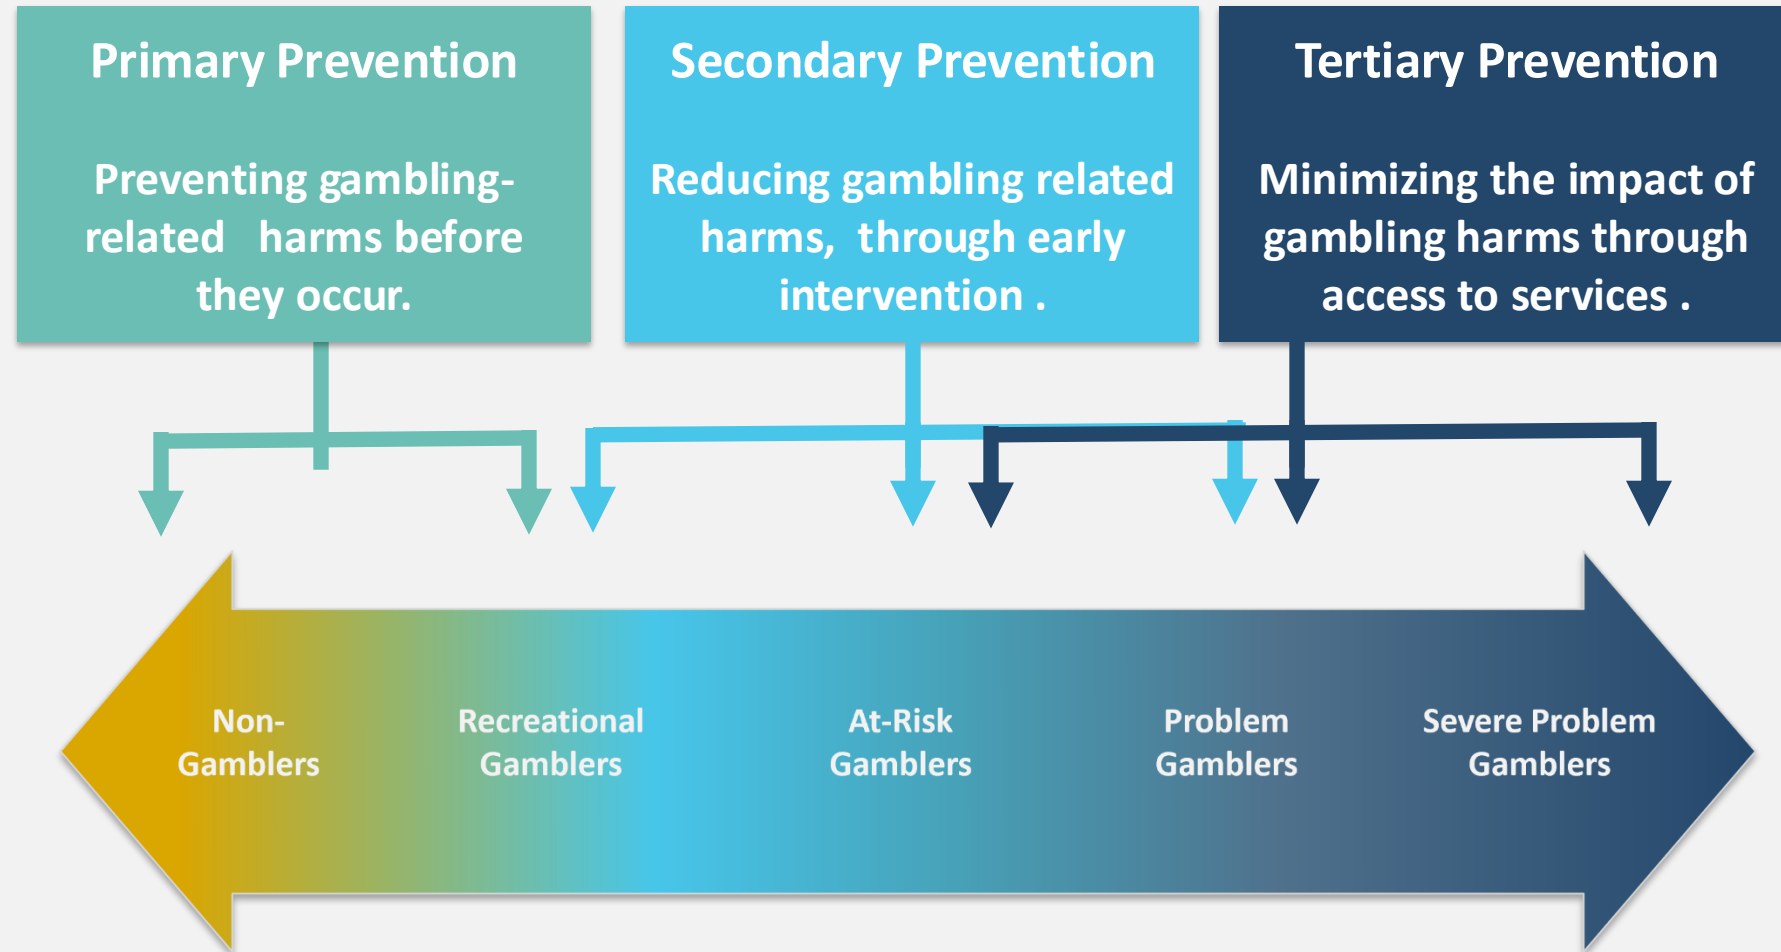 Primary Prevention
Preventing gambling-
related harms before
they occur.
Secondary Prevention
Reducing gambling related
harms, through early
intervention .
Tertiary Prevention
Minimizing the impact of
gambling harms through
access to services .
Non-
Gamblers
Recreational
Gamblers
At-Risk
Gamblers
Problem
Gamblers
Severe Problem
Gamblers